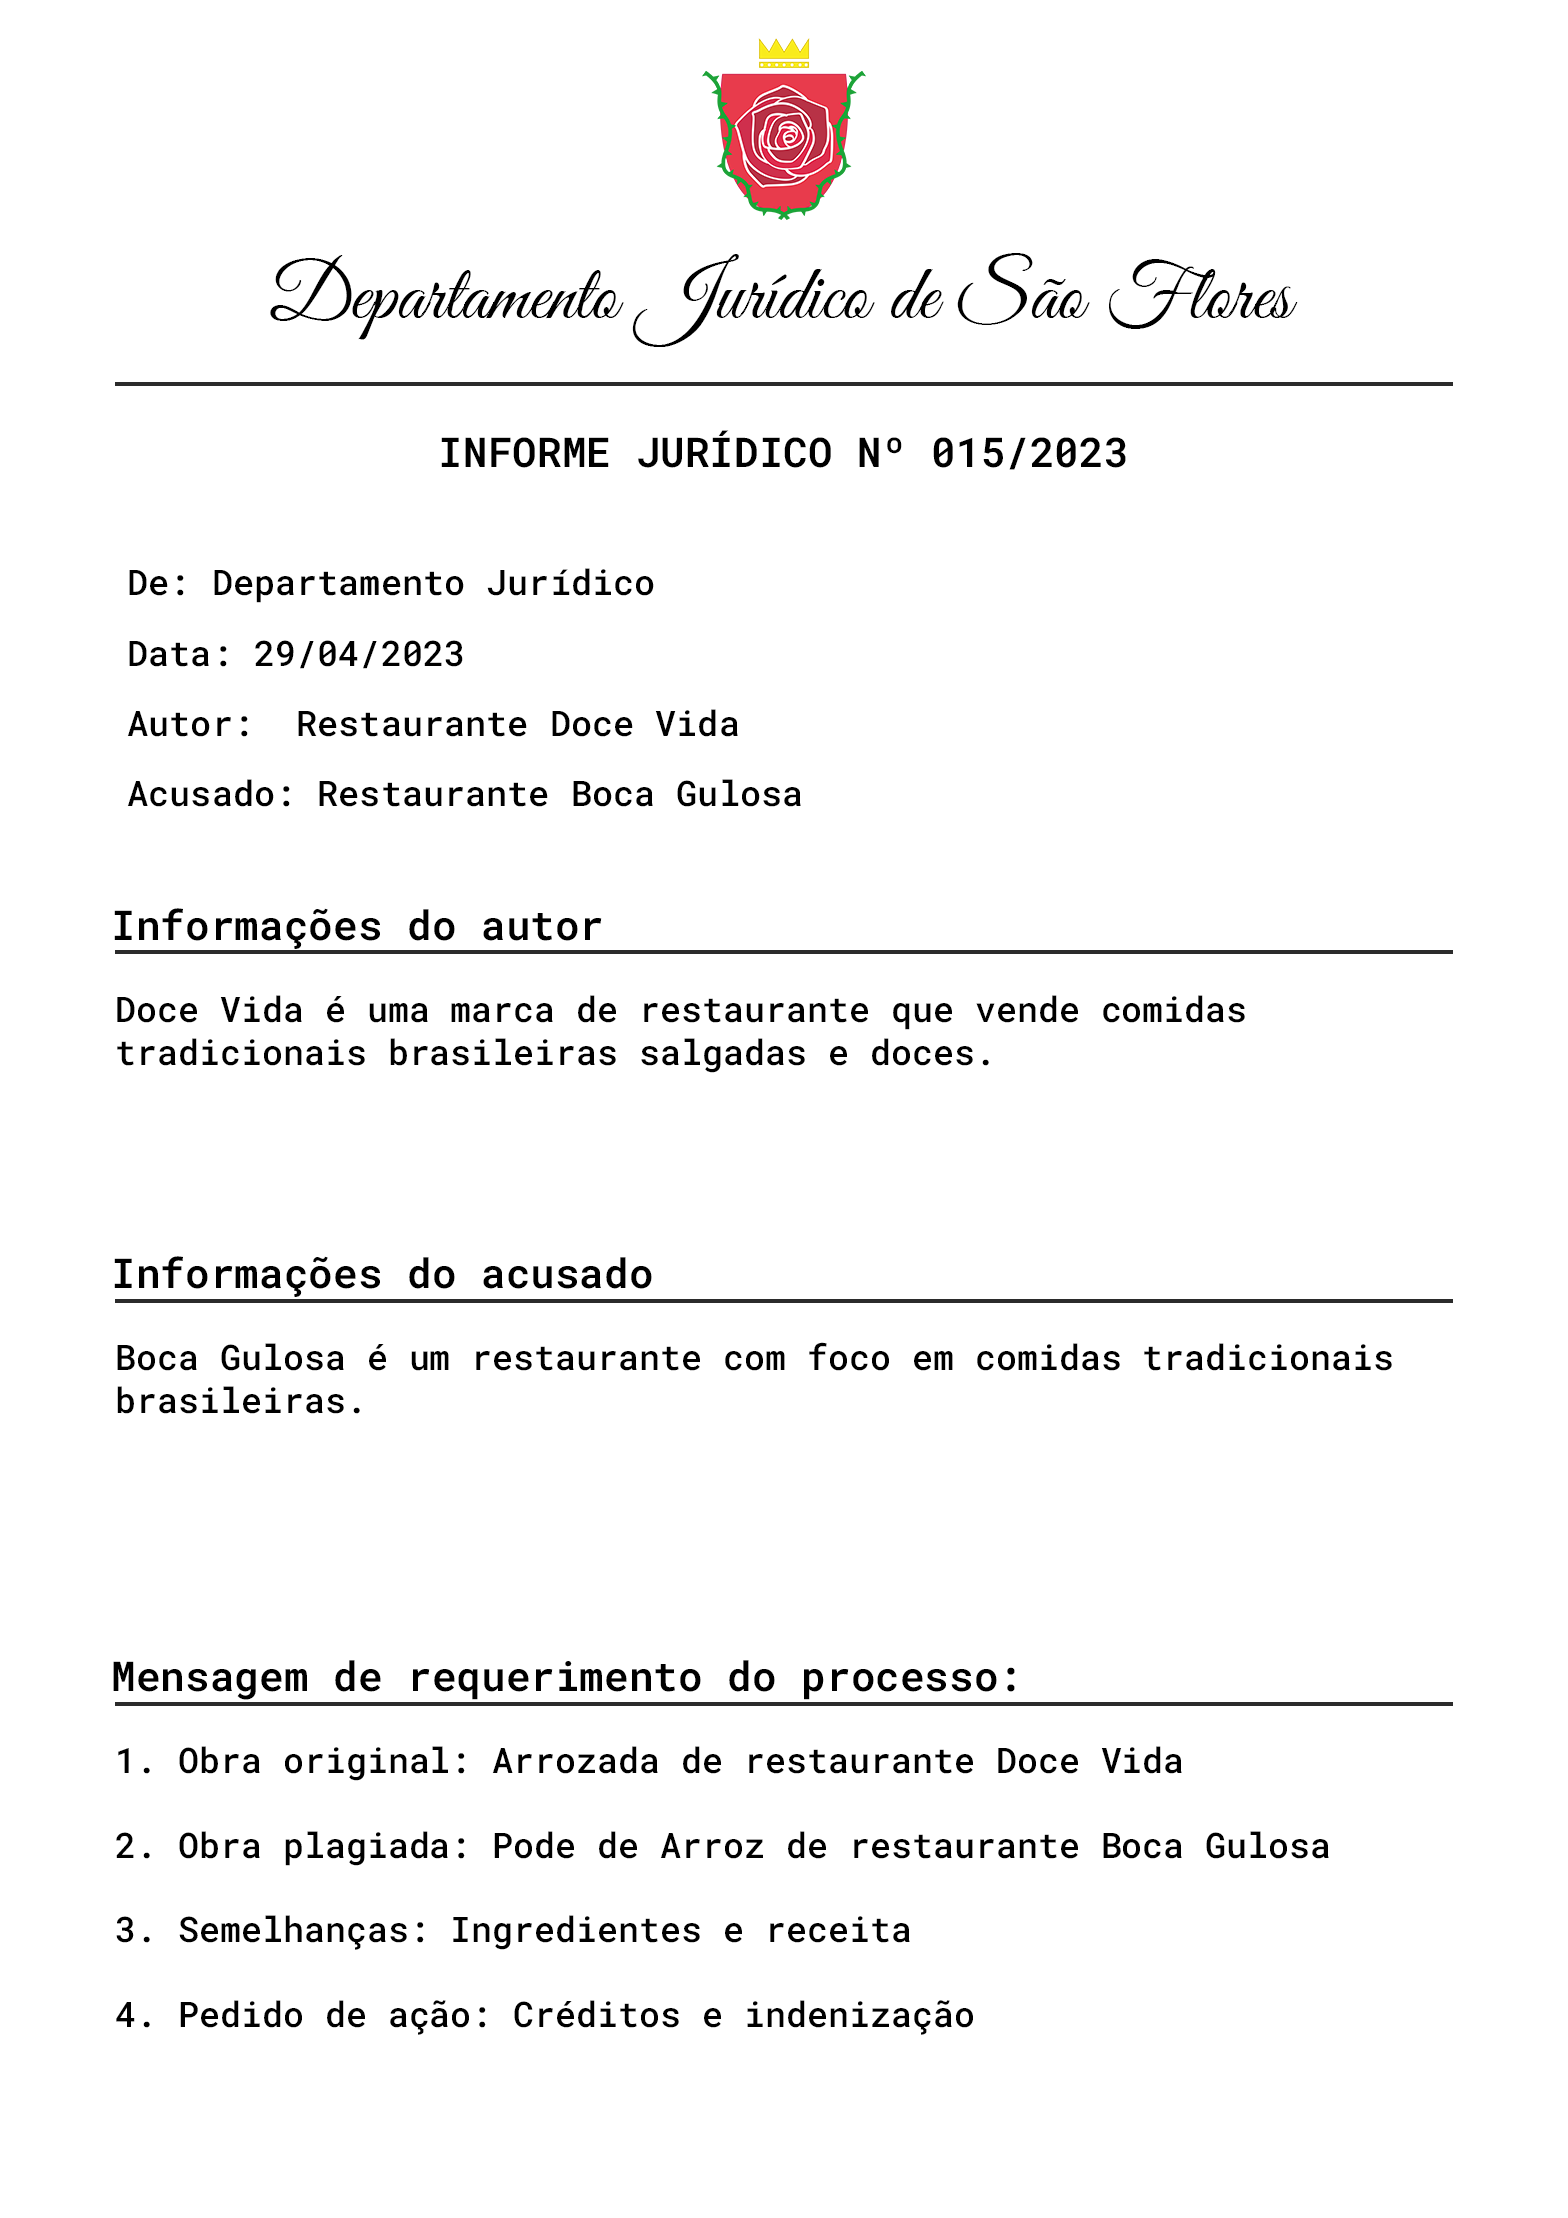 Departamento Jurídico de São Flores
INFORME JURÍDICO Nº 015/2023
De: Departamento Jurídico
Data: 29/04/2023
Autor:  Restaurante Doce Vida
Acusado: Restaurante Boca Gulosa
Informações do autor
Doce Vida é uma marca de restaurante que vende comidas
tradicionais brasileiras salgadas e doces.
Informações do acusado
Boca Gulosa é um restaurante com foco em comidas tradicionais
brasileiras.
Mensagem de requerimento do processo:
1. Obra original: Arrozada de restaurante Doce Vida
2. Obra plagiada: Pode de Arroz de restaurante Boca Gulosa
3. Semelhanças: Ingredientes e receita
4. Pedido de ação: Créditos e indenização